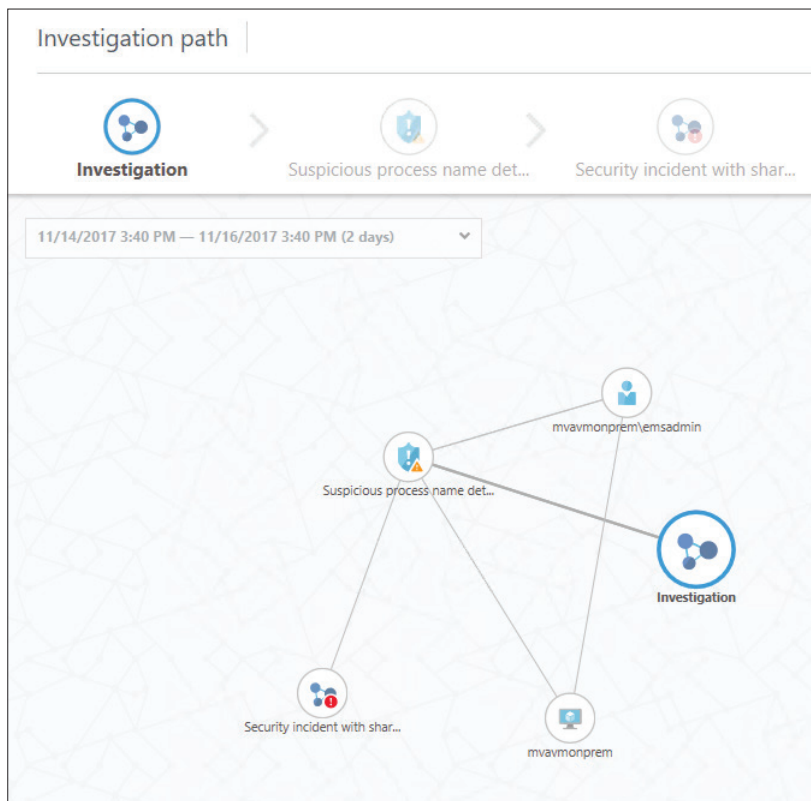 Investigation path
Investigation
Suspicious process name det...
Security incident with shar...
11/14/2017 3:40 PM — 11/16/2017 3:40 PM (2 days)
mvavmonprem\emsadmin
Suspicious process name det...
Investigation
Security incident with shar...
mvavmonprem